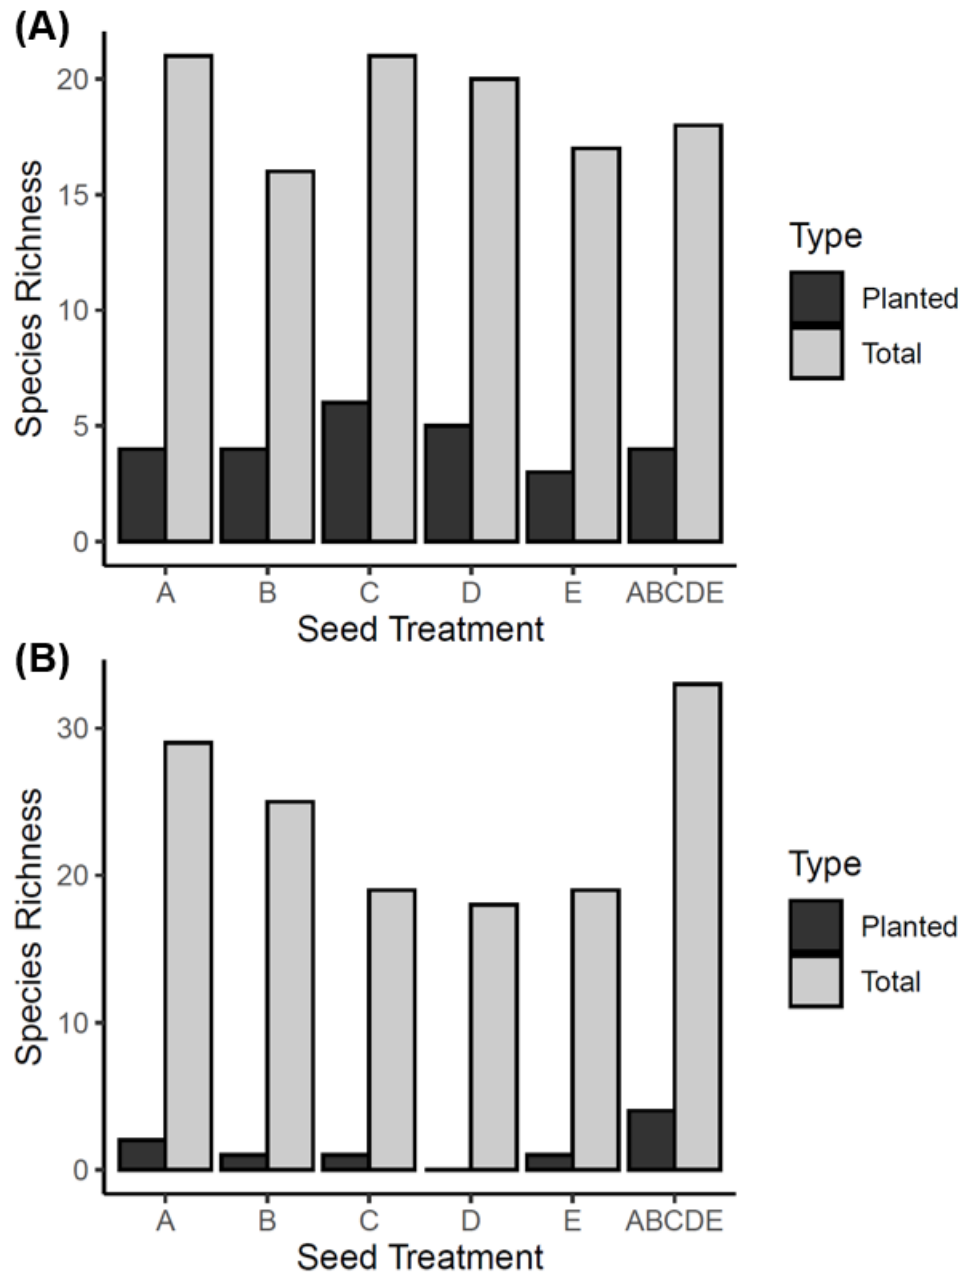 (A)
Species Richness
20
15
10
5
0
A B C D E ABCDE
Seed Treatment
Type
Planted
Total
(B)
Species Richness
30
20
10
0
A B C D E ABCDE
Seed Treatment
Type
Planted
Total